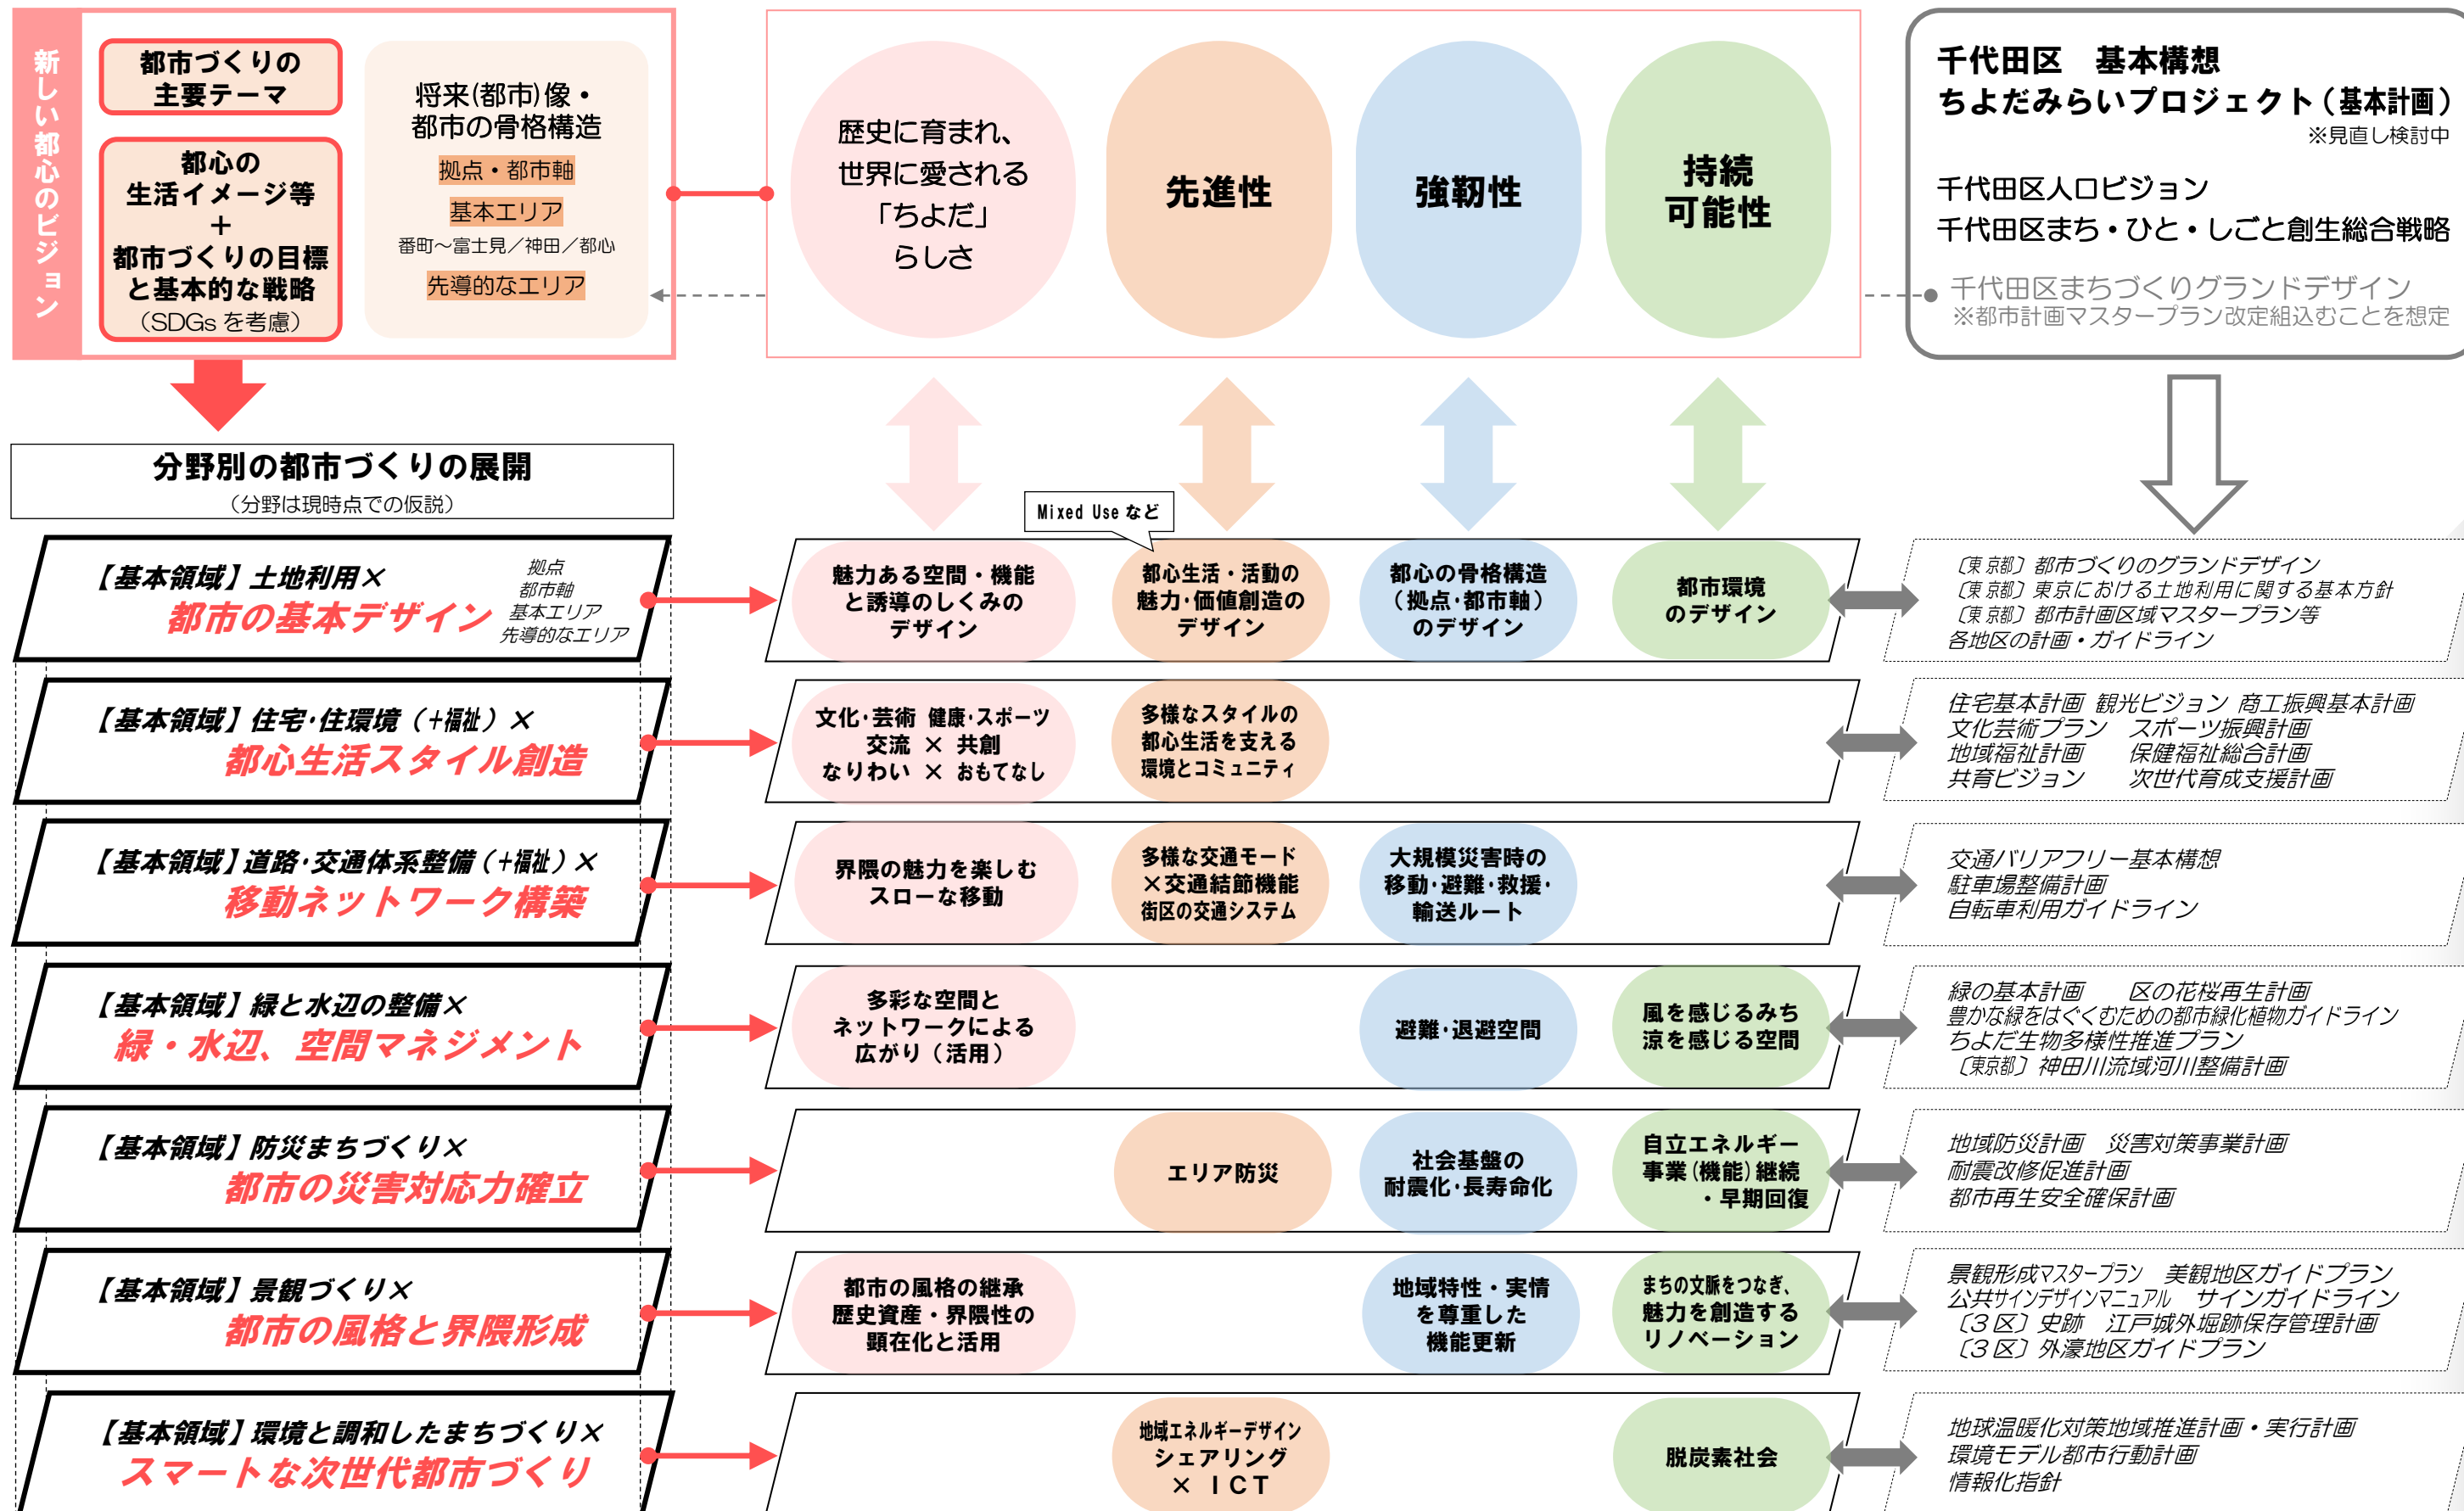 新しい都心のビジョン
都市づくりの
主要テーマ
都心の
生活イメージ等
＋
都市づくりの目標
と基本的な戦略
（SDGs を考慮）
将来(都市)像・
都市の骨格構造
拠点・都市軸
基本エリア
番町～富士見／神田／都心
先導的なエリア
歴史に育まれ、
世界に愛される
「ちよだ」
らしさ
先進性
強靭性
持続
可能性
千代田区　基本構想
ちよだみらいプロジェクト（基本計画）
※見直し検討中
千代田区人口ビジョン
千代田区まち・ひと・しごと創生総合戦略
千代田区まちづくりグランドデザイン
※都市計画マスタープラン改定組込むことを想定
分野別の都市づくりの展開
（分野は現時点での仮説）
Mixed Use など
【基本領域】土地利用×
都市の基本デザイン
拠点
都市軸
基本エリア
先導的なエリア
魅力ある空間・機能
と誘導のしくみの
デザイン
都心生活・活動の
魅力・価値創造の
デザイン
都心の骨格構造
（拠点・都市軸）
のデザイン
都市環境
のデザイン
〔東京都〕都市づくりのグランドデザイン
〔東京都〕東京における土地利用に関する基本方針
〔東京都〕都市計画区域マスタープラン等
各地区の計画・ガイドライン
【基本領域】住宅・住環境（＋福祉）×
都心生活スタイル創造
文化・芸術 健康・スポーツ
交流 × 共創
なりわい × おもてなし
多様なスタイルの
都心生活を支える
環境とコミュニティ
住宅基本計画 観光ビジョン 商工振興基本計画
文化芸術プラン　スポーツ振興計画
地域福祉計画　　保健福祉総合計画
共育ビジョン　　次世代育成支援計画
【基本領域】道路・交通体系整備（＋福祉）×
移動ネットワーク構築
界隈の魅力を楽しむ
スローな移動
多様な交通モード
×交通結節機能
街区の交通システム
大規模災害時の
移動・避難・救援・
輸送ルート
交通バリアフリー基本構想
駐車場整備計画
自転車利用ガイドライン
【基本領域】緑と水辺の整備×
緑・水辺、空間マネジメント
多彩な空間と
ネットワークによる
広がり（活用）
避難・退避空間
風を感じるみち
涼を感じる空間
緑の基本計画　　区の花桜再生計画
豊かな緑をはぐくむための都市緑化植物ガイドライン
ちよだ生物多様性推進プラン
〔東京都〕神田川流域河川整備計画
【基本領域】防災まちづくり×
都市の災害対応力確立
エリア防災
社会基盤の
耐震化・長寿命化
自立エネルギー
事業(機能)継続
・早期回復
地域防災計画　災害対策事業計画
耐震改修促進計画
都市再生安全確保計画
【基本領域】景観づくり×
都市の風格と界隈形成
都市の風格の継承
歴史資産・界隈性の
顕在化と活用
地域特性・実情
を尊重した
機能更新
まちの文脈をつなぎ、
魅力を創造する
リノベーション
景観形成マスタープラン　美観地区ガイドプラン
公共サインデザインマニュアル　サインガイドライン
〔3 区〕史跡　江戸城外堀跡保存管理計画
〔3 区〕外濠地区ガイドプラン
【基本領域】環境と調和したまちづくり×
スマートな次世代都市づくり
地域エネルギーデザイン
シェアリング
× ＩＣＴ
脱炭素社会
地球温暖化対策地域推進計画・実行計画
環境モデル都市行動計画
情報化指針